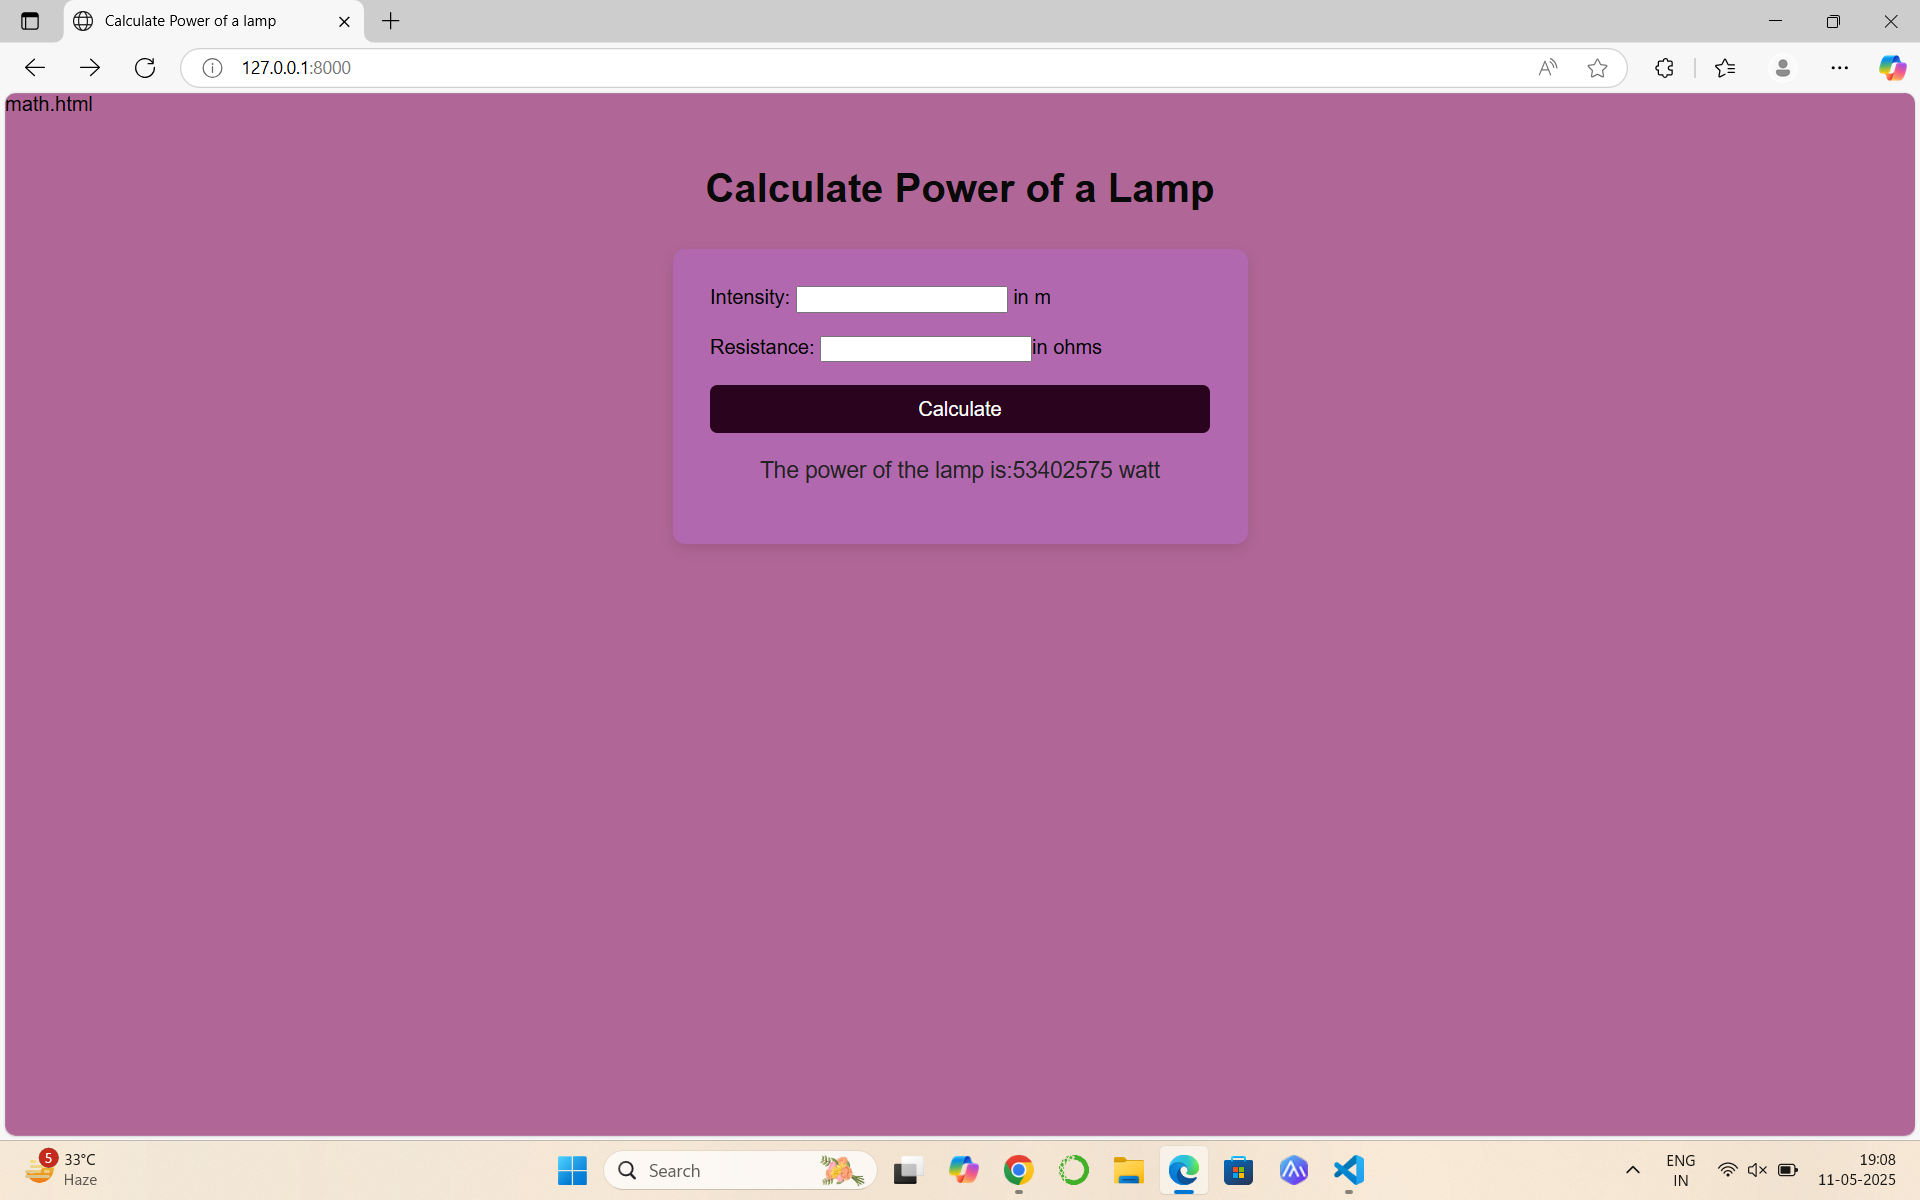 Calculate Power of a lamp
127.0.0.1:8000
math.html
Calculate Power of a Lamp
Intensity: in m
Resistance: in ohms
Calculate
The power of the lamp is:53402575 watt
5
33°C
Haze
Search
ENG
IN
19:08
11-05-2025